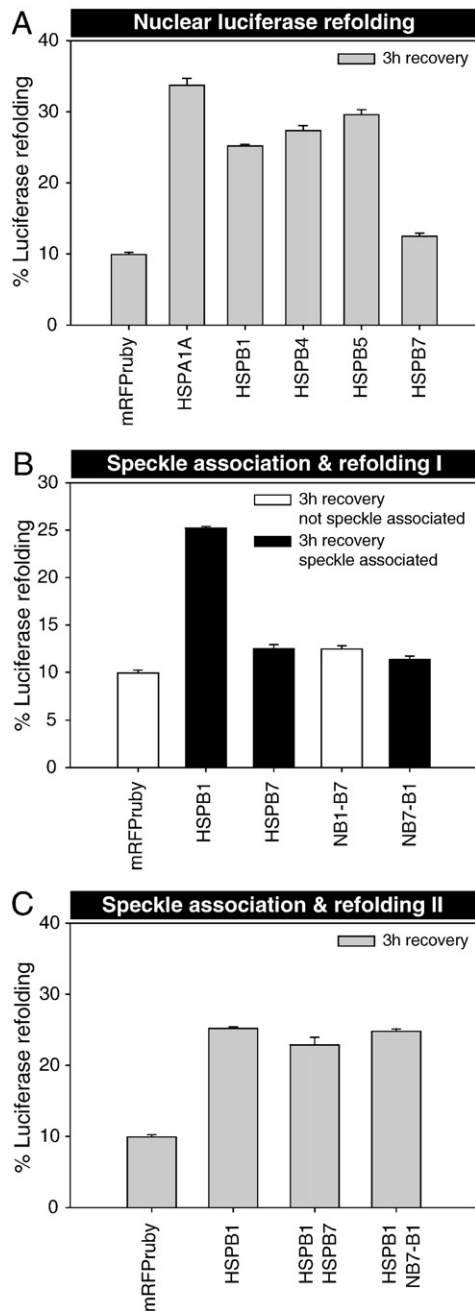 A
Nuclear luciferase refolding
40
30
20
10
0
% Luciferase refolding
3h recovery
mRFPruby
HSPA1A
HSPB1
HSPB4
HSPB5
HSPB7
B
Speckle association & refolding I
30
25
20
15
10
5
0
% Luciferase refolding
3h recovery
not speckle associated
3h recovery
speckle associated
mRFPruby
HSPB1
HSPB7
NB1-B7
NB7-B1
C
Speckle association & refolding II
40
30
20
10
0
% Luciferase refolding
3h recovery
mRFPruby
HSPB1
HSPB1
HSPB7
HSPB1
NB7-B1